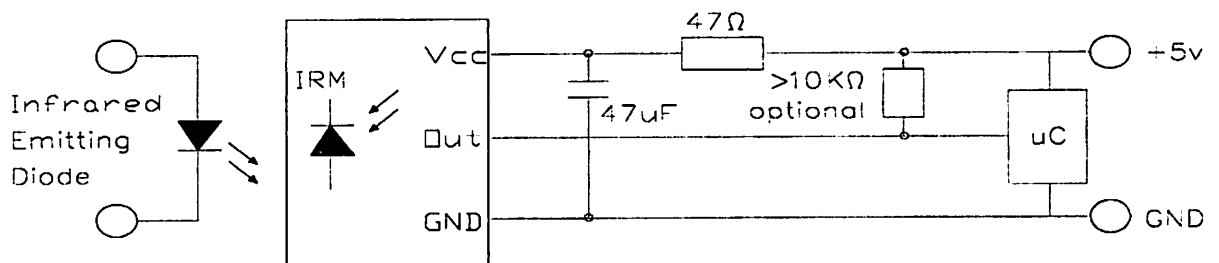 47Ω
Vcc
+5v
IRM
>10KΩ
optional
Infrared
Emitting
Diode
47uF
Out
uC
GND
GND